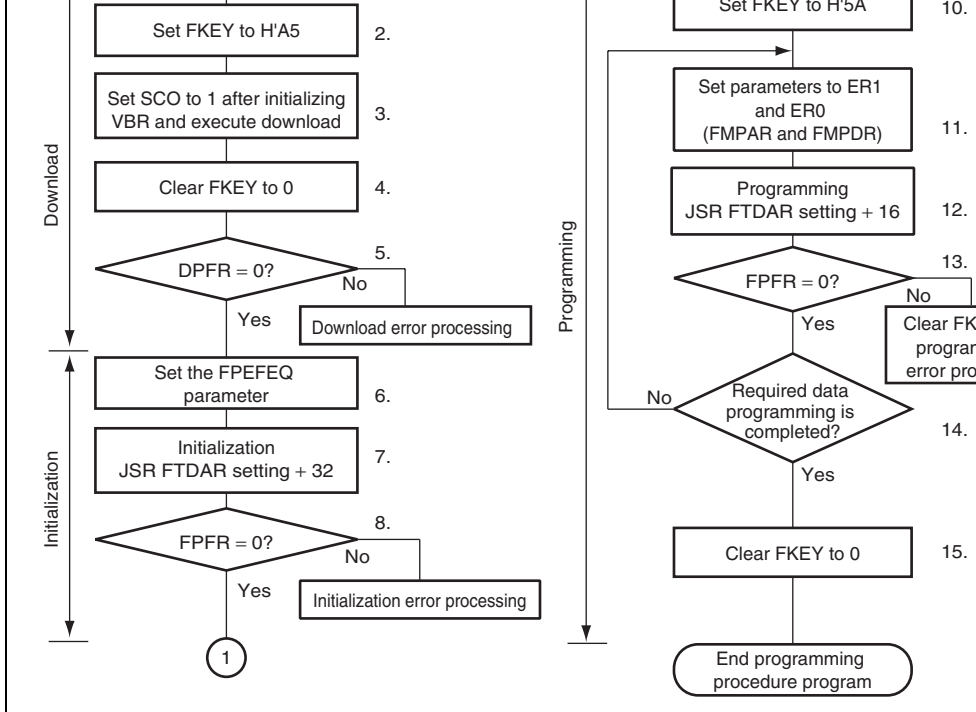 Set FKEY to H'A5
2.
Set SCO to 1 after initializing
VBR and execute download
3.
Clear FKEY to 0
4.
Download
DPFR = 0?
5.
No
Yes
Download error processing
Set the FPEFEQ
parameter
6.
Initialization
JSR FTDAR setting + 32
7.
Initialization
FPFR = 0?
8.
No
Yes
Initialization error processing
1
Set FKEY to H'5A
10.
Set parameters to ER1
and ER0
(FMPAR and FMPDR)
11.
Programming
JSR FTDAR setting + 16
12.
Programming
FPFR = 0?
13.
No
Yes
Clear FK
progra
error pro
No
Required data
programming is
completed?
14.
Yes
Clear FKEY to 0
15.
End programming
procedure program